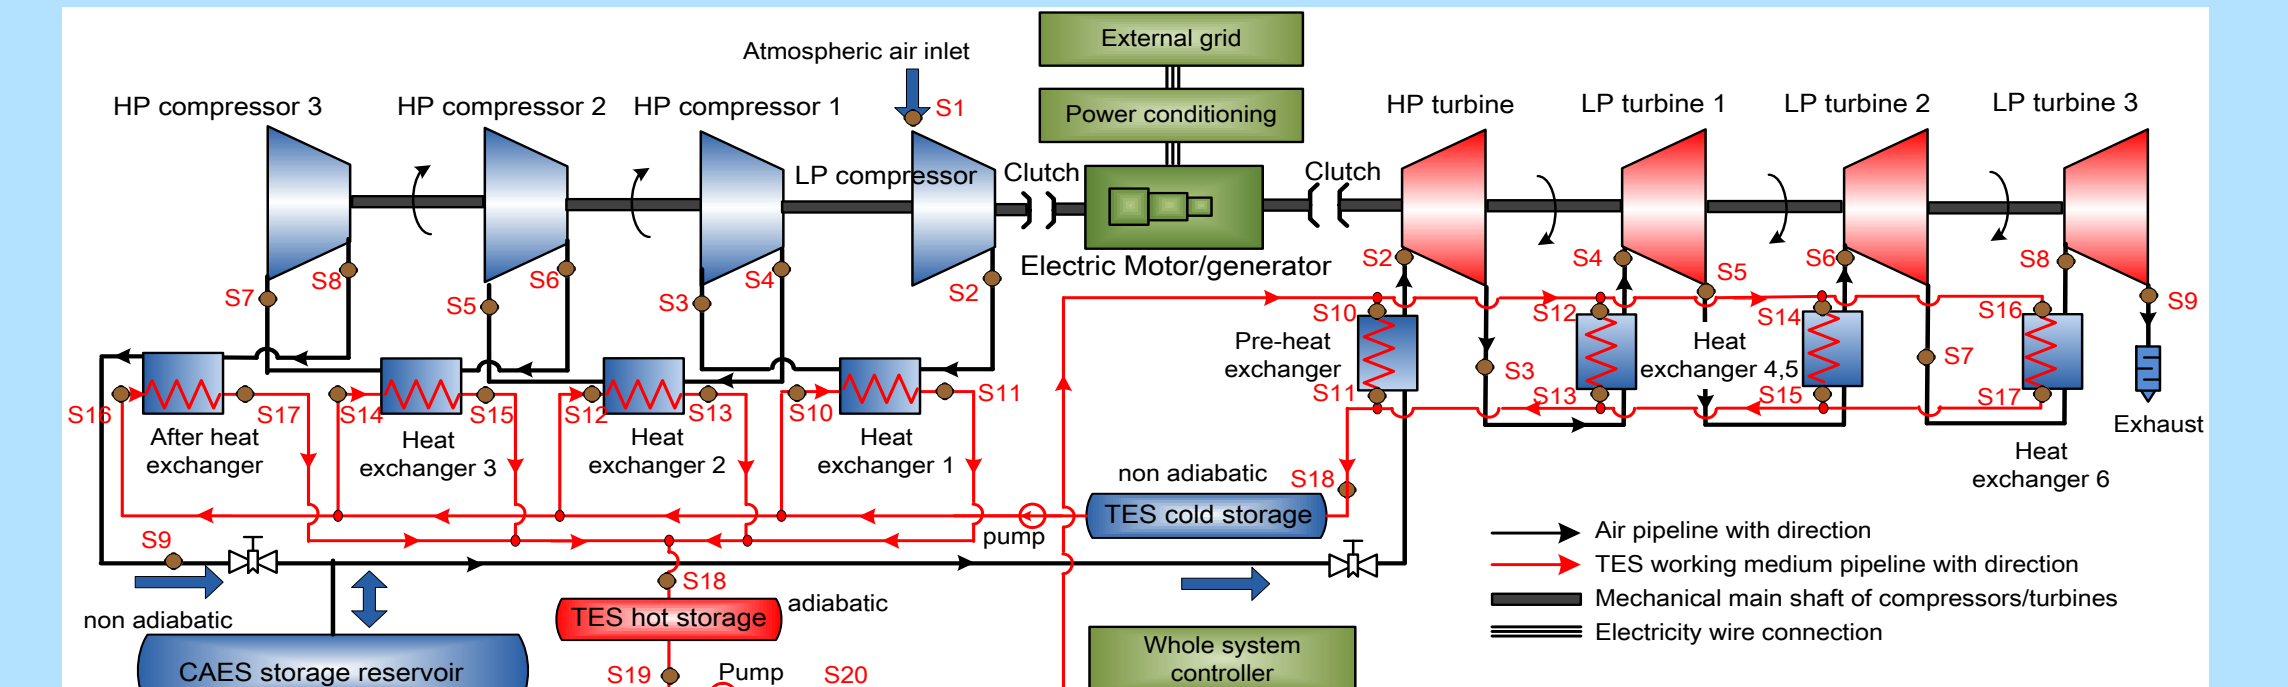 External grid
Atmospheric air inlet
S1
Power conditioning
HP compressor 3
HP compressor 2
HP compressor 1
LP compressor
Clutch
Clutch
HP turbine
LP turbine 1
LP turbine 2
LP turbine 3
Electric Motor/generator
S7
S8
S5
S6
S3
S4
S2
S2
S4
S5
S6
S8
S9
S10
S12
S14
S16
Pre-heat
exchanger
S3
Heat
exchanger 4,5
S7
S11
S13
S15
S17
Exhaust
S16
S17
S14
S15
S12
S13
S10
S11
After heat
exchanger
Heat
exchanger 3
Heat
exchanger 2
Heat
exchanger 1
Heat
exchanger 6
non adiabatic
S18
TES cold storage
pump
S9
S18
non adiabatic
TES hot storage
adiabatic
CAES storage reservoir
S19
Pump
S20
Whole system
controller
Air pipeline with direction
TES working medium pipeline with direction
Mechanical main shaft of compressors/turbines
Electricity wire connection